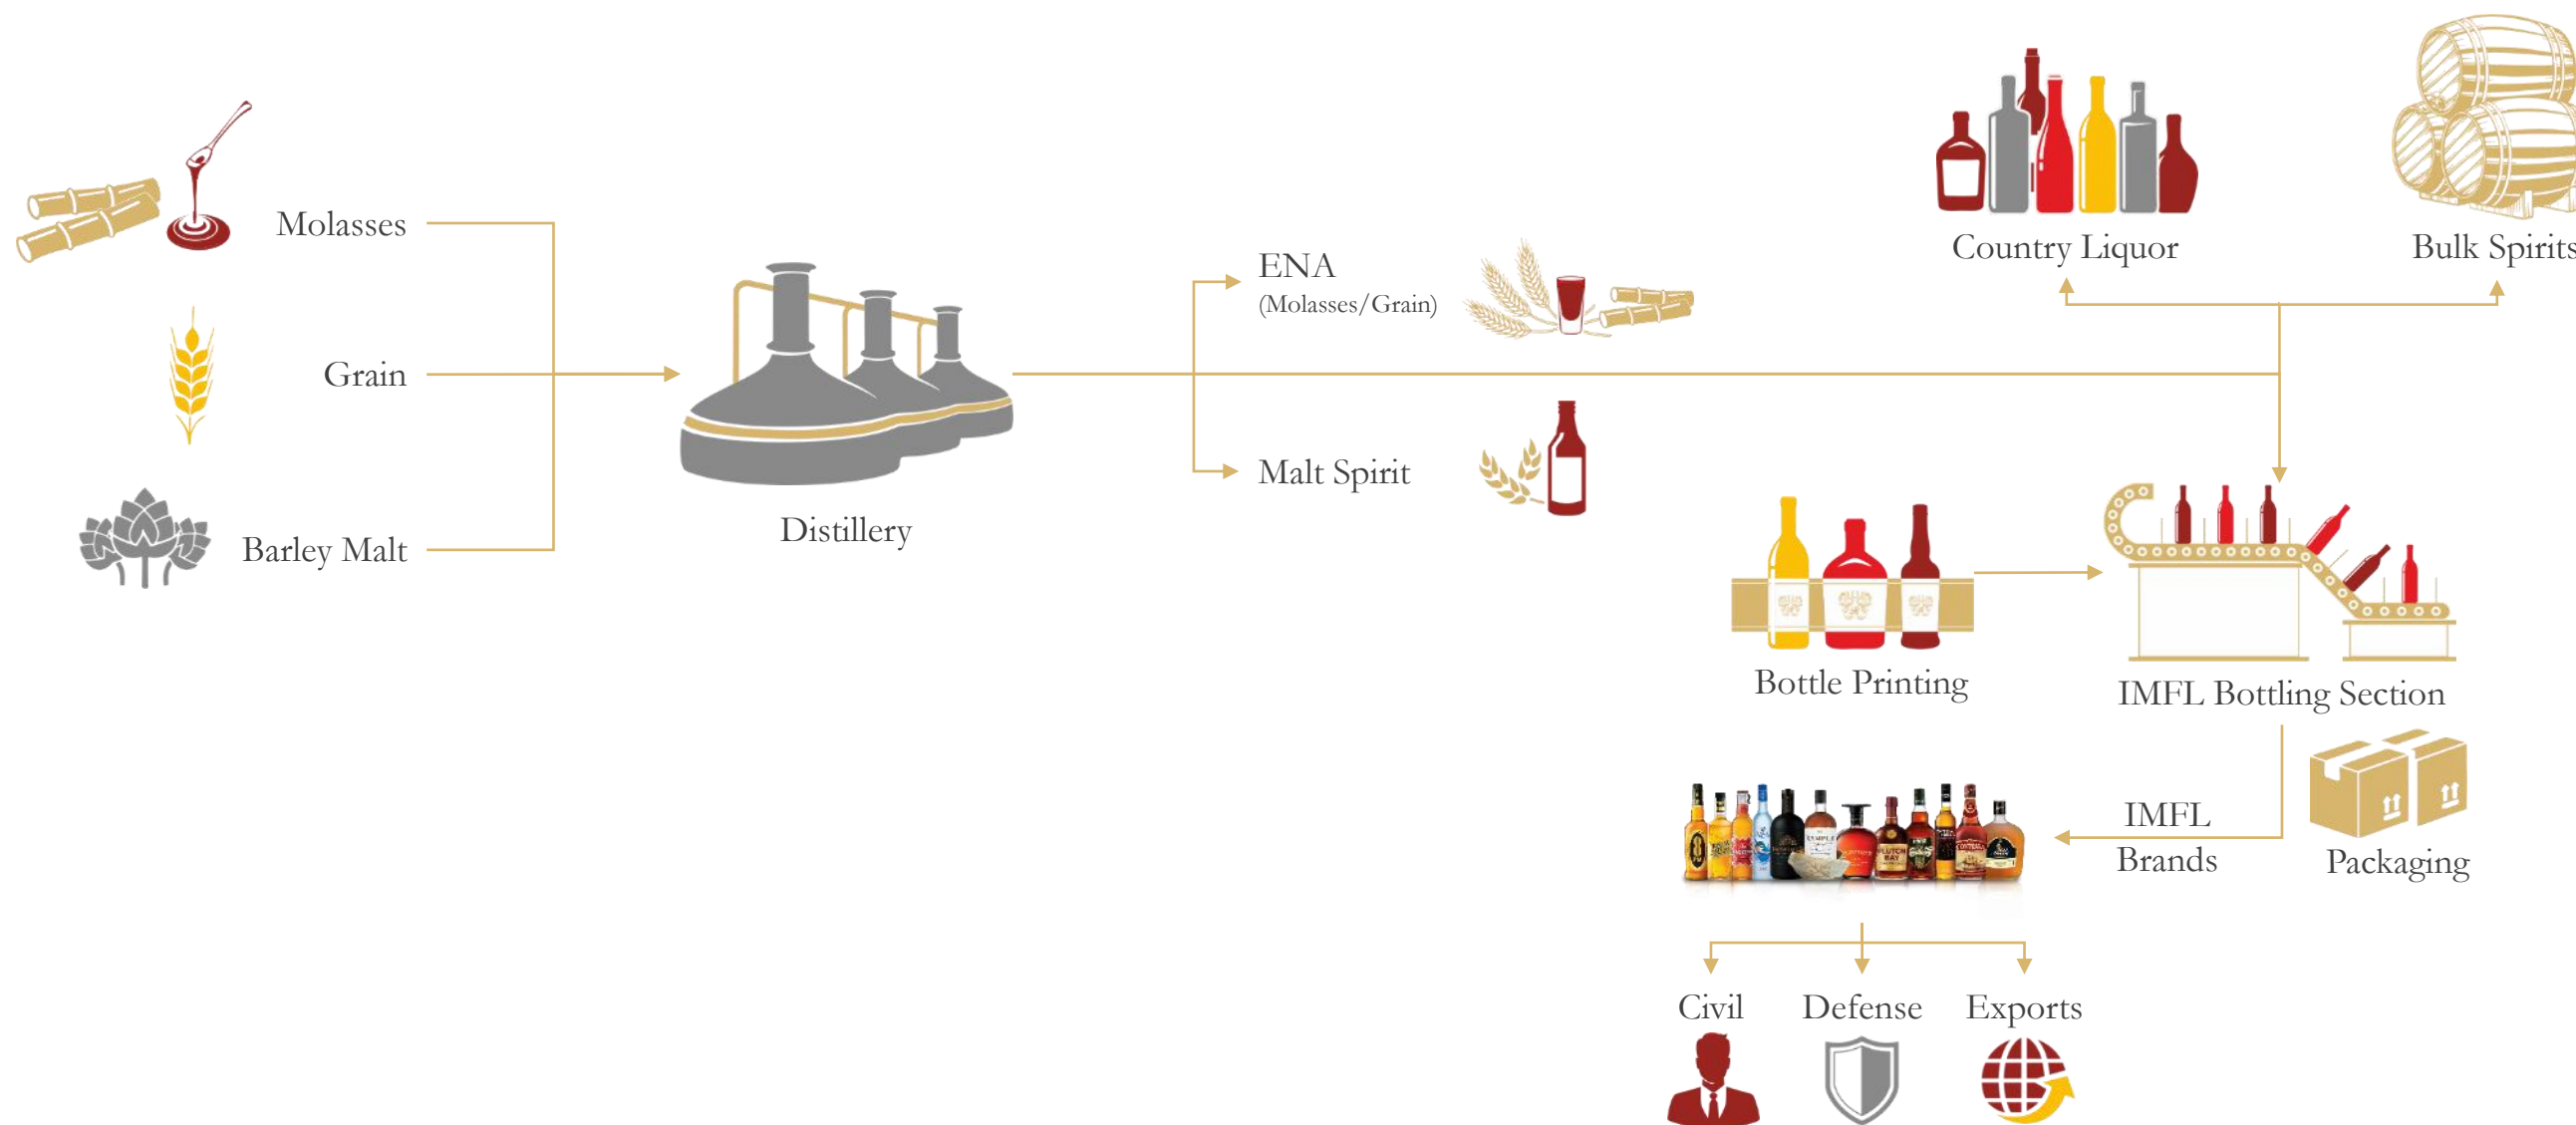 Molasses
Grain
Barley Malt
Distillery
ENA
(Molasses/Grain)
Malt Spirit
Country Liquor
Bulk Spirits
Bottle Printing
IMFL Bottling Section
IMFL
Brands
Packaging
Civil
Defense
Exports